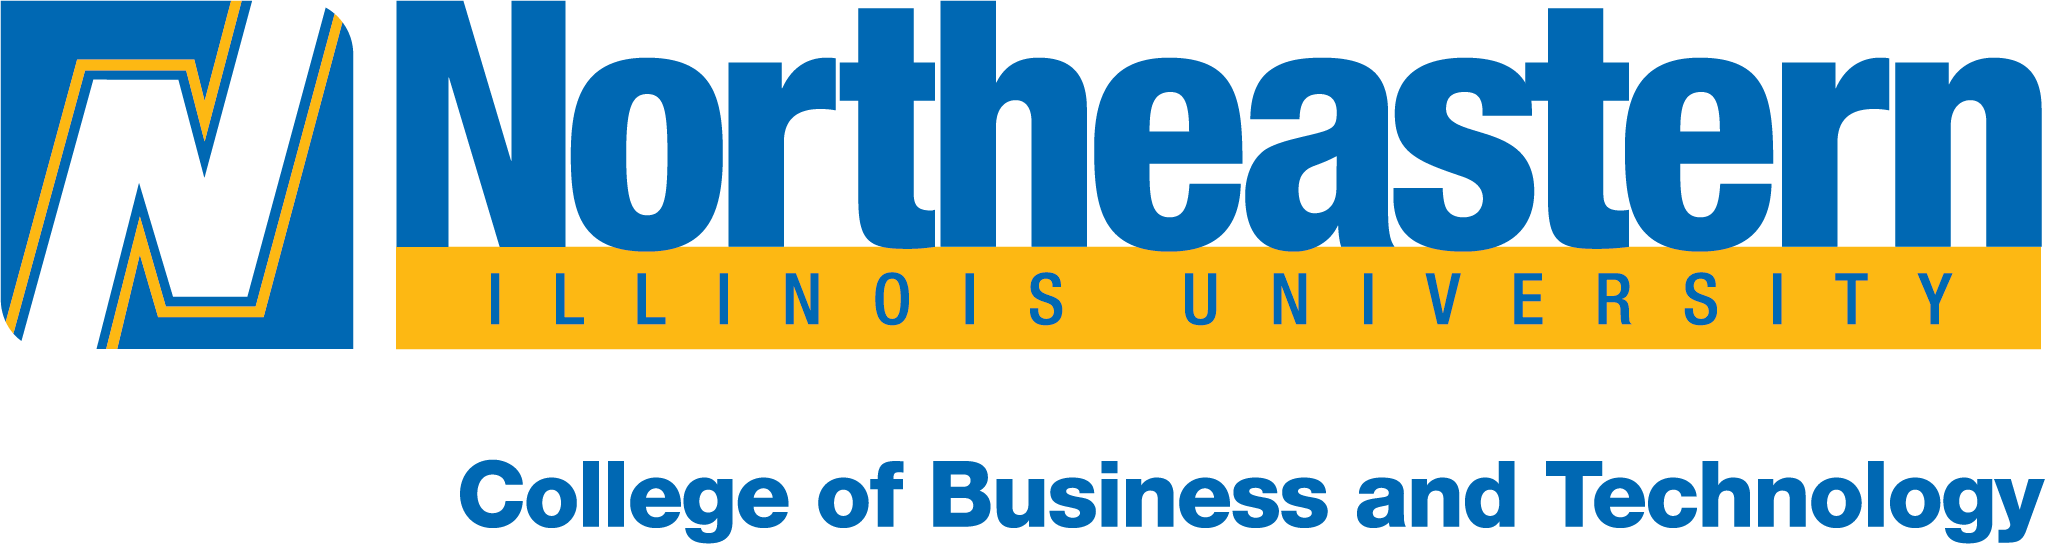 N
Northeastern
ILLINOIS UNIVERSITY
College of Business and Technology